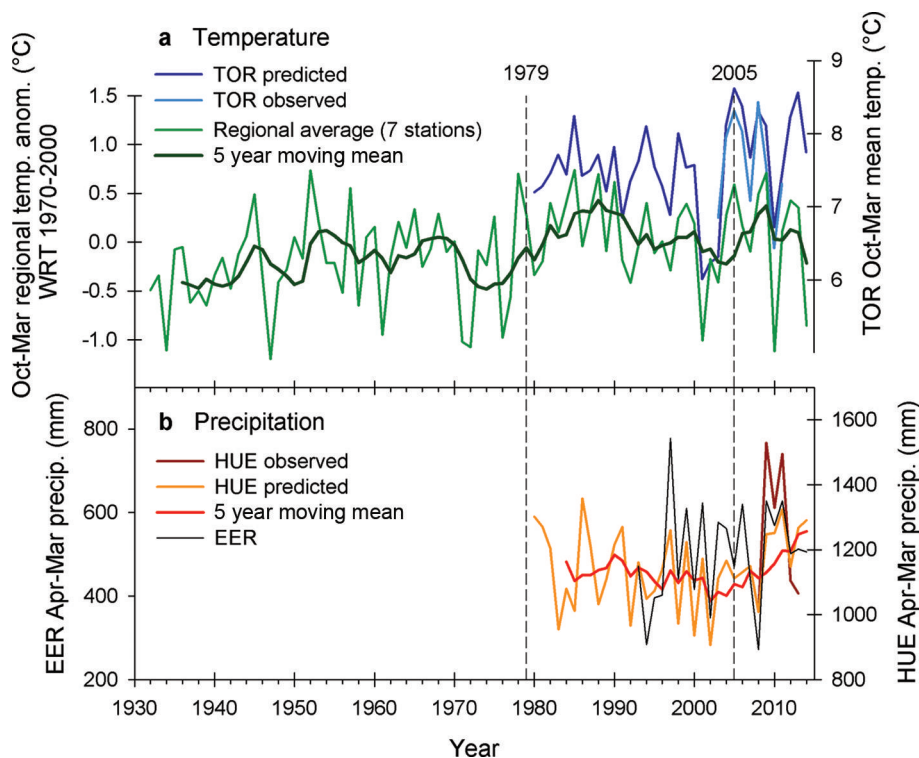 a Temperature
TOR predicted
TOR observed
Regional average (7 stations)
5 year moving mean
1979
2005
Oct-Mar regional temp. anom. (°C)
WRT 1970-2000
1.5
1.0
0.5
0.0
-0.5
-1.0
9
8
7
6
TOR Oct-Mar mean temp. (°C)
b Precipitation
HUE observed
HUE predicted
5 year moving mean
EER
EER Apr-Mar precip. (mm)
800
600
400
200
1600
1400
1200
1000
800
HUE Apr-Mar precip. (mm)
1930 1940 1950 1960 1970 1980 1990 2000 2010
Year